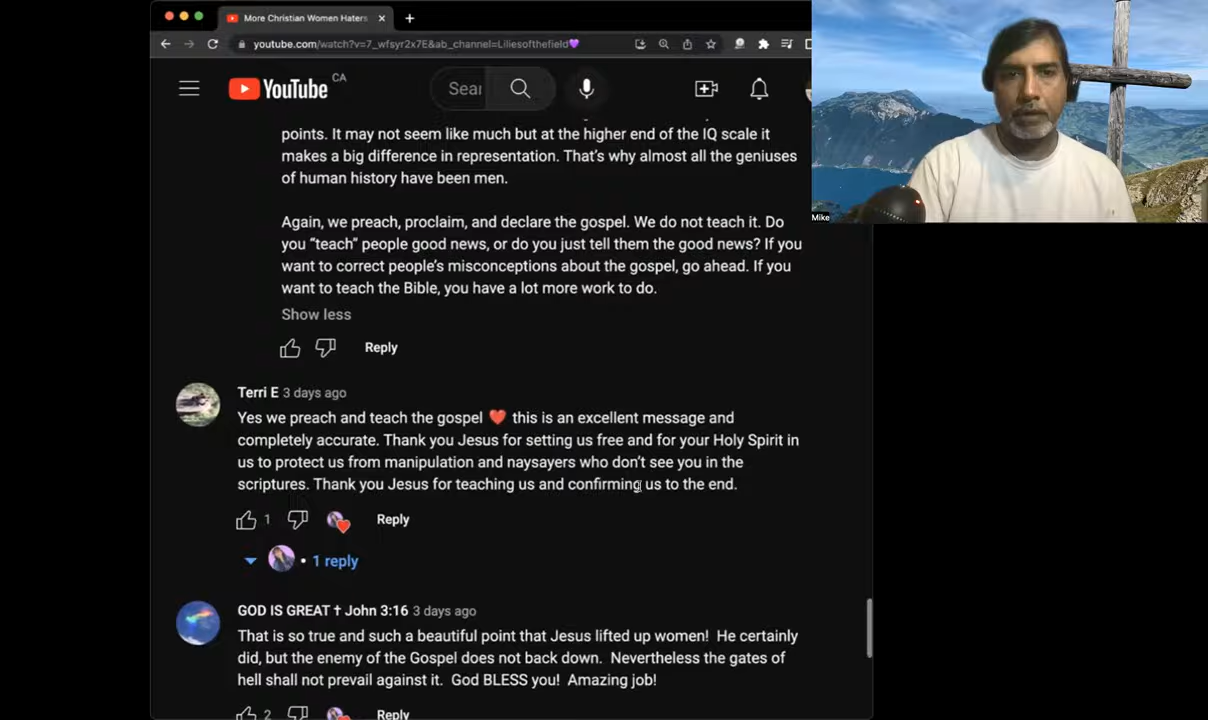 More Christian Women Haters
youtube.com/watch?v=7_wfsyr2x7E&ab_channel=Liliesofthefield💜
YouTube CA
Sear
points. It may not seem like much but at the higher end of the IQ scale it
makes a big difference in representation. That's why almost all the geniuses
of human history have been men.
Again, we preach, proclaim, and declare the gospel. We do not teach it. Do
you “teach” people good news, or do you just tell them the good news? If you
want to correct people's misconceptions about the gospel, go ahead. If you
want to teach the Bible, you have a lot more work to do.
Show less
Reply
Terri E 3 days ago
Yes we preach and teach the gospel ❤️ this is an excellent message and
completely accurate. Thank you Jesus for setting us free and for your Holy Spirit in
us to protect us from manipulation and naysayers who don't see you in the
scriptures. Thank you Jesus for teaching us and confirming us to the end.
1 Reply
• 1 reply
GOD IS GREAT ✝ John 3:16 3 days ago
That is so true and such a beautiful point that Jesus lifted up women! He certainly
did, but the enemy of the Gospel does not back down. Nevertheless the gates of
hell shall not prevail against it. God BLESS you! Amazing job!
2 Reply
Mike